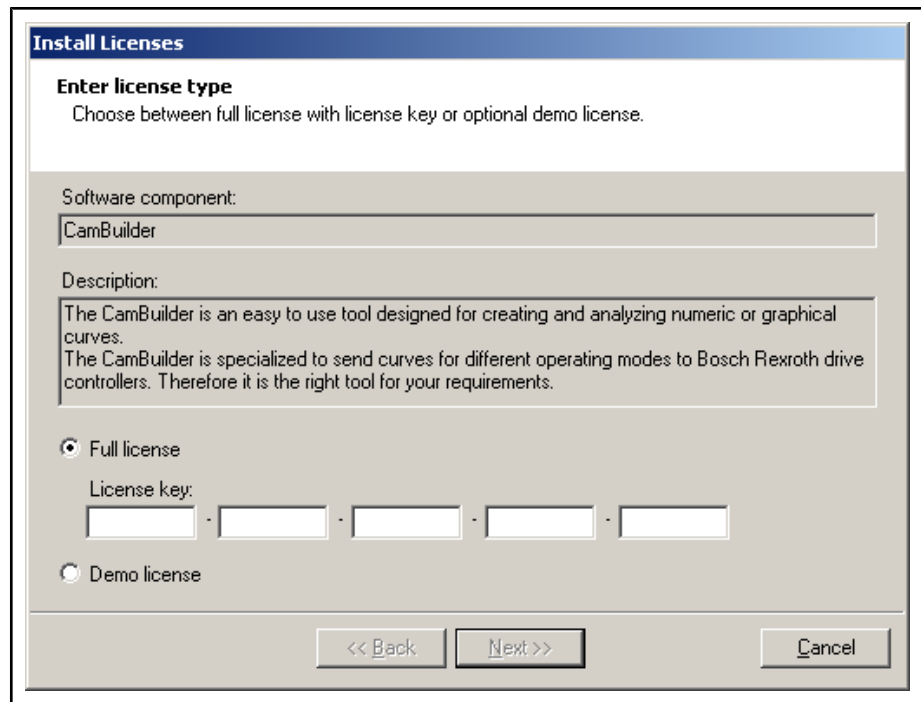 Install Licenses
Enter license type
Choose between full license with license key or optional demo license.
Software component:
CamBuilder
Description:
The CamBuilder is an easy to use tool designed for creating and analyzing numeric or graphical
curves.
The CamBuilder is specialized to send curves for different operating modes to Bosch Rexroth drive
controllers. Therefore it is the right tool for your requirements.
Full license
License key:
- - - -
Demo license
<< Back Next >> Cancel